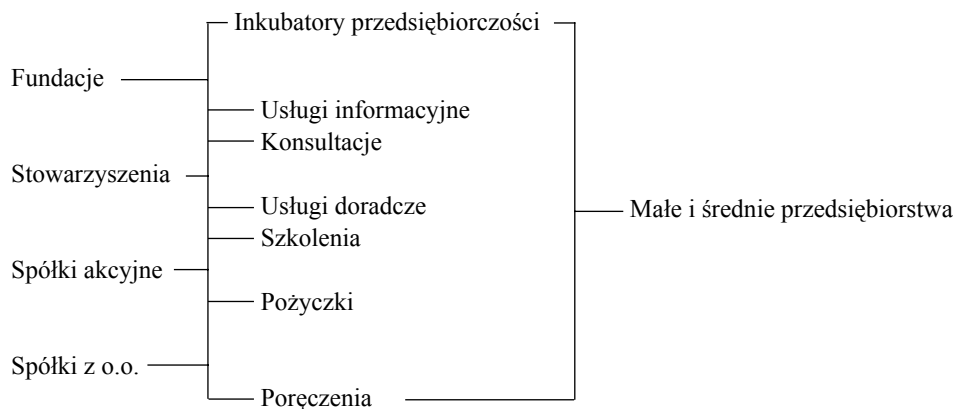 Inkubatory przedsiębiorczości
Fundacje
Usługi informacyjne
Konsultacje
Stowarzyszenia
Usługi doradcze
Małe i średnie przedsiębiorstwa
Szkolenia
Spółki akcyjne
Pożyczki
Spółki z o.o.
Poręczenia